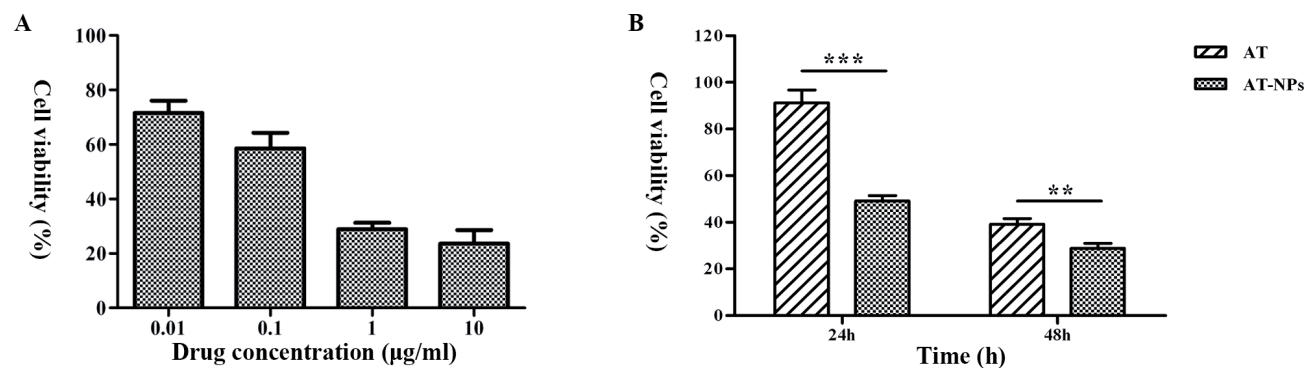 A
Cell viability (%)
100
80
60
40
20
0
0.01 0.1 1 10
Drug concentration (μg/ml)
B
Cell viability (%)
120
100
80
60
40
20
0
***
**
24h 48h
Time (h)
AT
AT-NPs